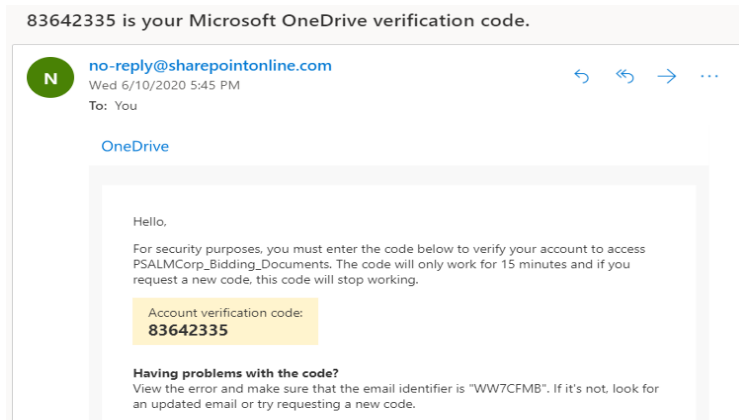 83642335 is your Microsoft OneDrive verification code.
N
no-reply@sharepointonline.com
Wed 6/10/2020 5:45 PM
To: You
OneDrive
Hello,
For security purposes, you must enter the code below to verify your account to access
PSALMCorp_Bidding_Documents. The code will only work for 15 minutes and if you
request a new code, this code will stop working.
Account verification code:
83642335
Having problems with the code?
View the error and make sure that the email identifier is "WW7CFMB". If it's not, look for
an updated email or try requesting a new code.